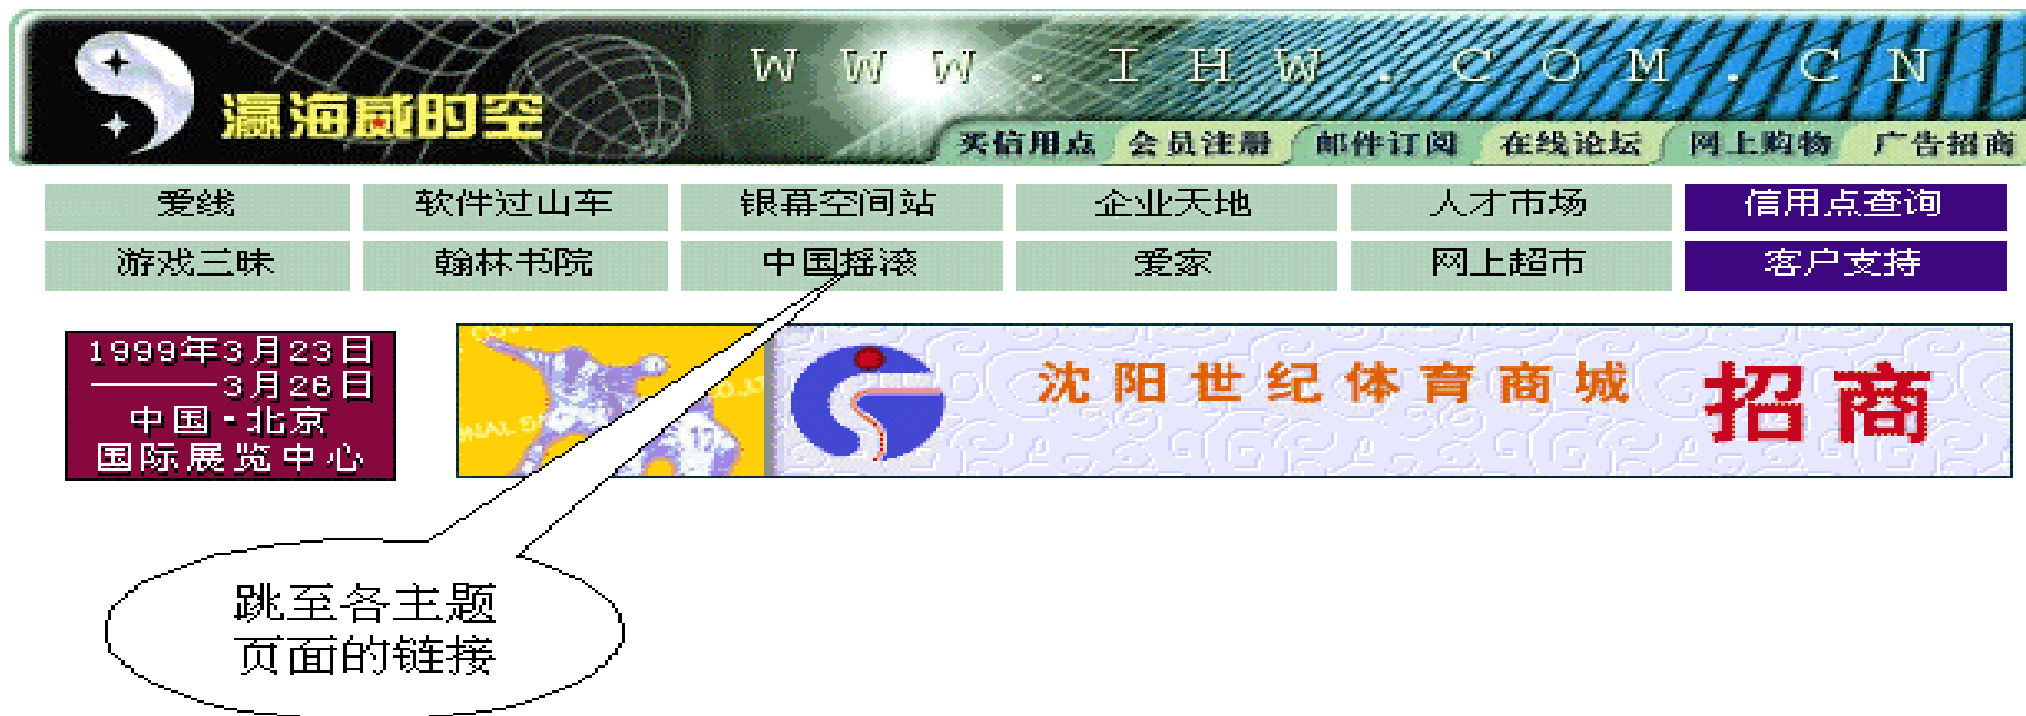 WWW.IHW.COM.CN
瀛海威时空
买信用点 会员注册 邮件订阅 在线论坛 网上购物 广告招商
爱线 软件过山车 银幕空间站 企业天地 人才市场 信用点查询
游戏三昧 翰林书院 中国摇滚 爱家 网上超市 客户支持
1999年3月23日
——3月26日
中国·北京
国际展览中心
沈阳世纪体育商城 招商
跳至各主题
页面的链接